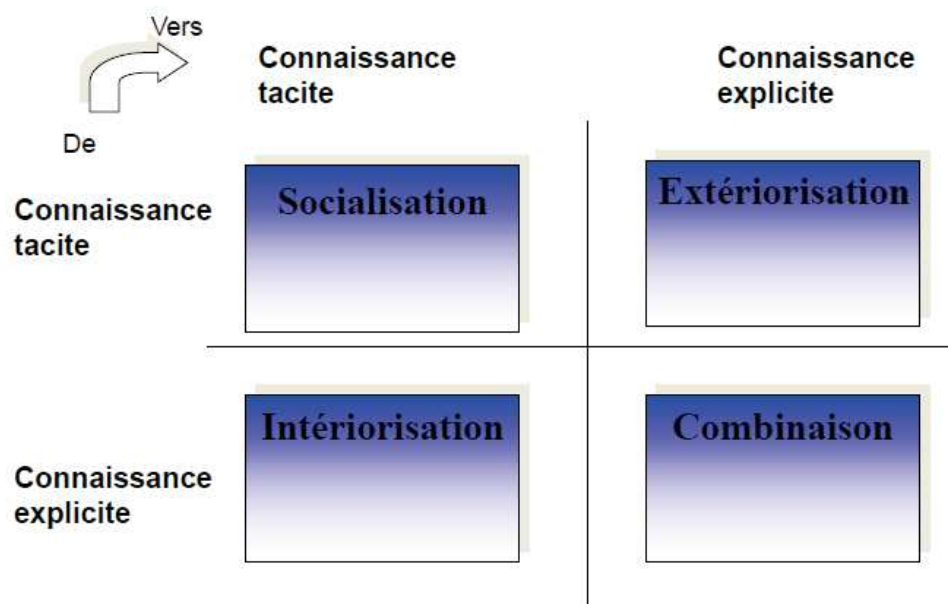 Vers
De
Connaissance
tacite
Connaissance
explicite
Connaissance
tacite
Socialisation
Extériorisation
Connaissance
explicite
Intériorisation
Combinaison